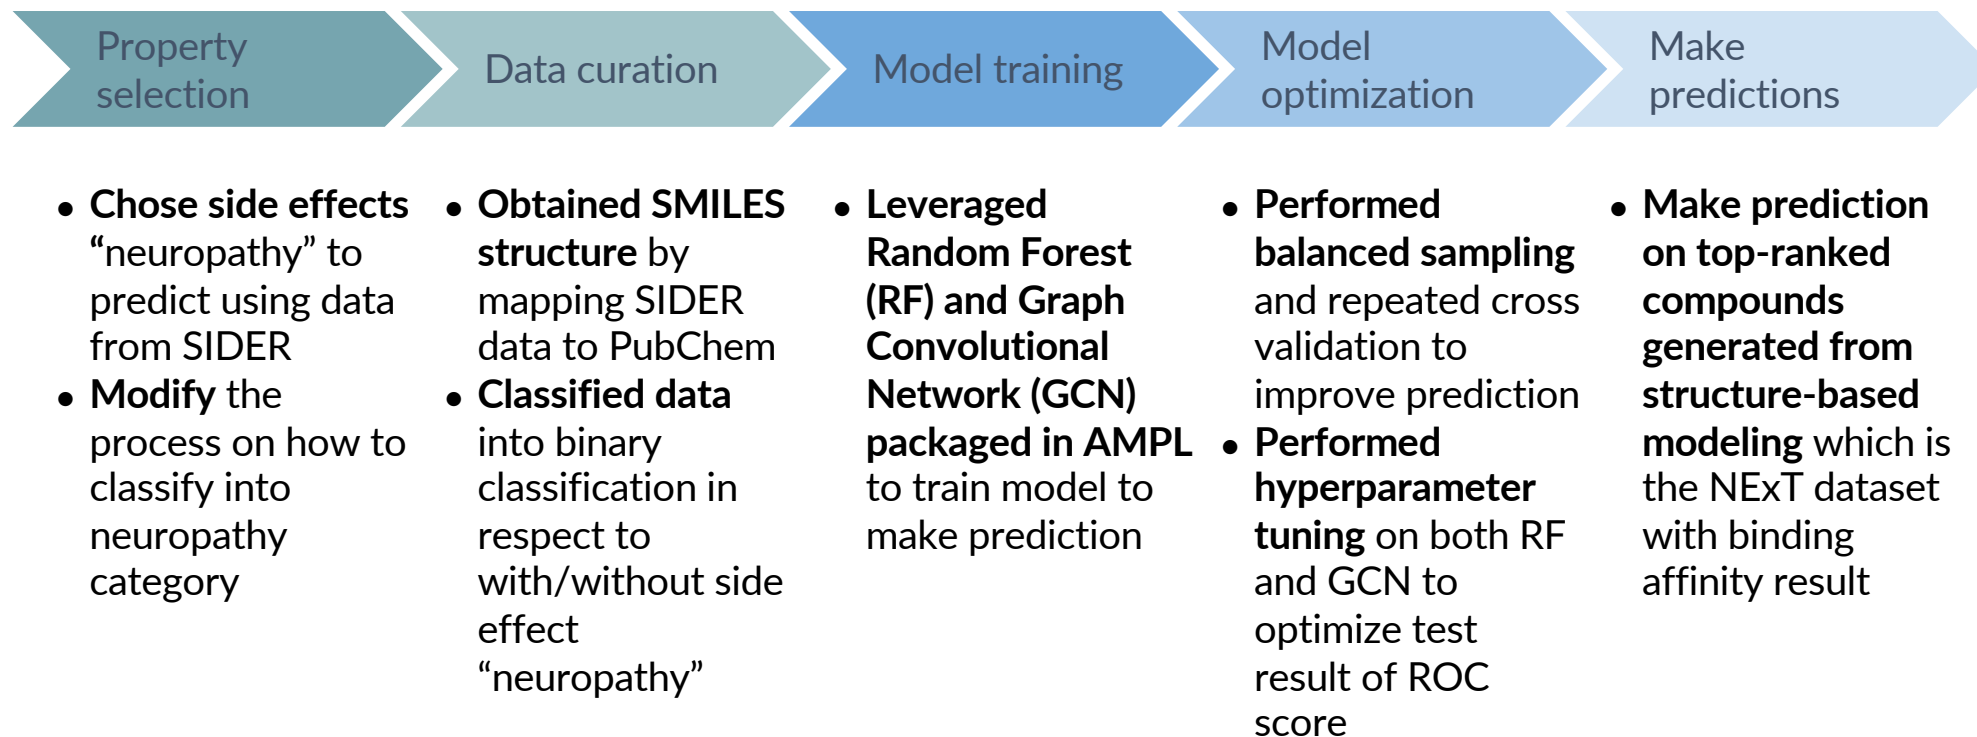 Property
selection
Data curation
Model training
Model
optimization
Make
predictions
• Chose side effects
“neuropathy” to
predict using data
from SIDER
• Modify the
process on how to
classify into
neuropathy
category
• Obtained SMILES
structure by
mapping SIDER
data to PubChem
• Classified data
into binary
classification in
respect to
with/without side
effect
“neuropathy”
• Leveraged
Random Forest
(RF) and Graph
Convolutional
Network (GCN)
packaged in AMPL
to train model to
make prediction
• Performed
balanced sampling
and repeated cross
validation to
improve prediction
• Performed
hyperparameter
tuning on both RF
and GCN to
optimize test
result of ROC
score
• Make prediction
on top-ranked
compounds
generated from
structure-based
modeling which is
the NExT dataset
with binding
affinity result